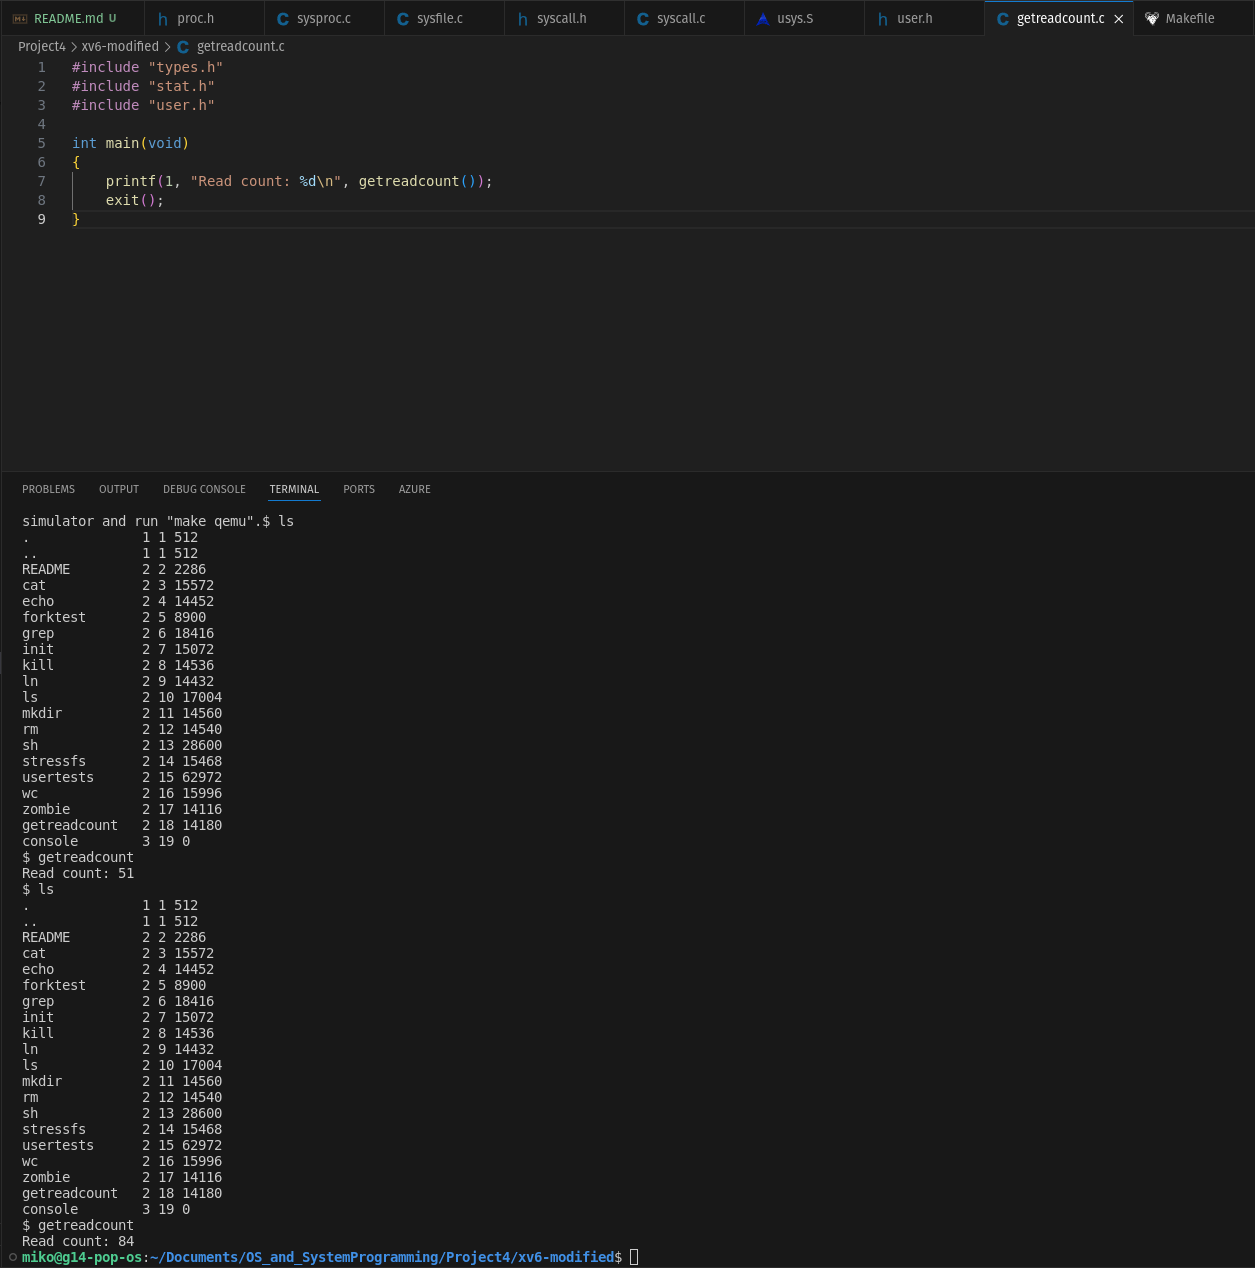 README.md U proc.h sysproc.c sysfile.c syscall.h syscall.c usys.S user.h getreadcount.c Makefile
Project4 > xv6-modified > C getreadcount.c
1 #include "types.h"
2 #include "stat.h"
3 #include "user.h"
4
5 int main(void)
6 {
7 printf(1, "Read count: %d\n", getreadcount());
8 exit();
9 }
PROBLEMS OUTPUT DEBUG CONSOLE TERMINAL PORTS AZURE
simulator and run "make qemu".$ ls
. 1 1 512
.. 1 1 512
README 2 2 2286
cat 2 3 15572
echo 2 4 14452
forktest 2 5 8900
grep 2 6 18416
init 2 7 15072
kill 2 8 14536
ln 2 9 14432
ls 2 10 17004
mkdir 2 11 14560
rm 2 12 14540
sh 2 13 28600
stressfs 2 14 15468
usertests 2 15 62972
wc 2 16 15996
zombie 2 17 14116
getreadcount 2 18 14180
console 3 19 0
$ getreadcount
Read count: 51
$ ls
. 1 1 512
.. 1 1 512
README 2 2 2286
cat 2 3 15572
echo 2 4 14452
forktest 2 5 8900
grep 2 6 18416
init 2 7 15072
kill 2 8 14536
ln 2 9 14432
ls 2 10 17004
mkdir 2 11 14560
rm 2 12 14540
sh 2 13 28600
stressfs 2 14 15468
usertests 2 15 62972
wc 2 16 15996
zombie 2 17 14116
getreadcount 2 18 14180
console 3 19 0
$ getreadcount
Read count: 84
miko@g14-pop-os:~/Documents/OS_and_SystemProgramming/Project4/xv6-modified$